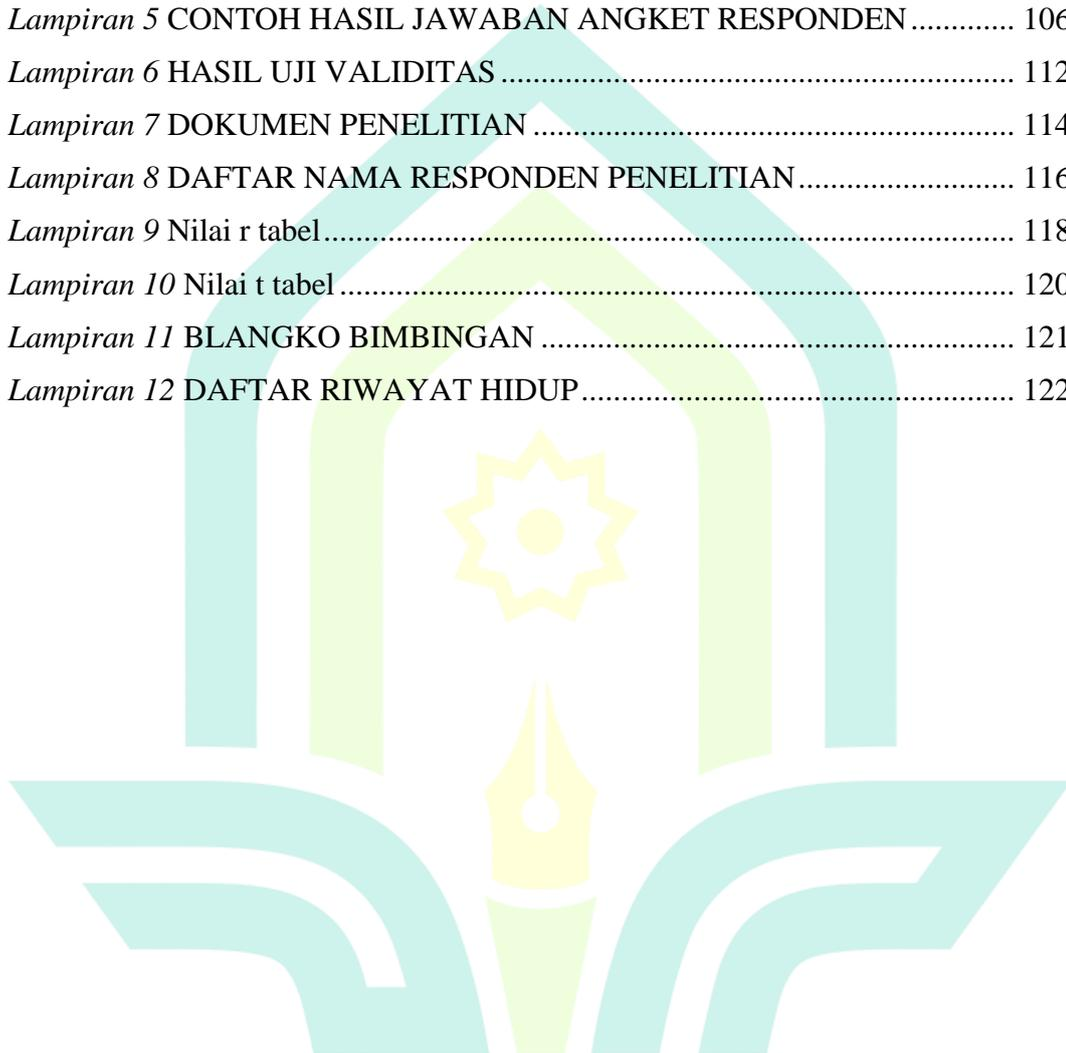 Lampiran 5 CONTOH HASIL JAWABAN ANGKET RESPONDEN ............. 106
Lampiran 6 HASIL UJI VALIDITAS ................................................................ 112
Lampiran 7 DOKUMEN PENELITIAN ............................................................ 114
Lampiran 8 DAFTAR NAMA RESPONDEN PENELITIAN........................... 116
Lampiran 9 Nilai r tabel..................................................................................... 118
Lampiran 10 Nilai t tabel ................................................................................... 120
Lampiran 11 BLANGKO BIMBINGAN ........................................................... 121
Lampiran 12 DAFTAR RIWAYAT HIDUP...................................................... 122